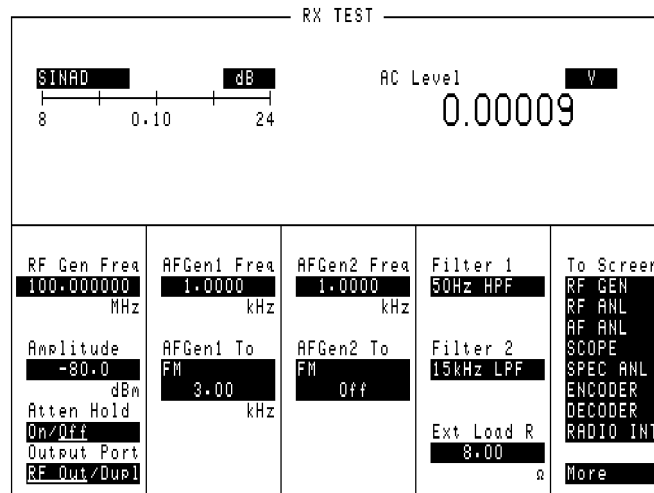 RX TEST
SINAD dB
8 0.10 24
AC Level V
0.00009
RF Gen Freq
100.000000
MHz
Amplitude
-80.0
dBm
Atten Hold
On/Off
Output Port
RF Out/Dupl
AFGen1 Freq
1.0000
kHz
AFGen1 To
FM
3.00
kHz
AFGen2 Freq
1.0000
kHz
AFGen2 To
FM
Off
Filter 1
50Hz HPF
Filter 2
15kHz LPF
Ext Load R
8.00
Ω
To Screen
RF GEN
RF ANL
AF ANL
SCOPE
SPEC ANL
ENCODER
DECODER
RADIO INT
More